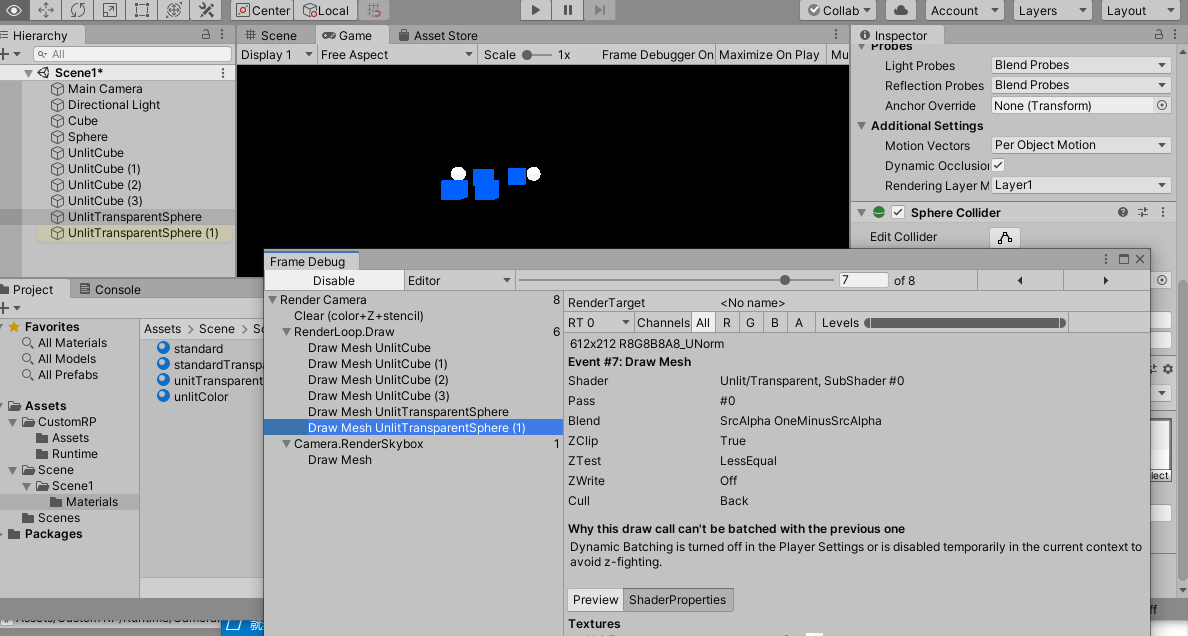 Center Local Collab Account Layers Layout
Hierarchy
All
Scene1*
Main Camera
Directional Light
Cube
Sphere
UnlitCube
UnlitCube (1)
UnlitCube (2)
UnlitCube (3)
UnlitTransparentSphere
UnlitTransparentSphere (1)
Scene Game Asset Store
Display 1 Free Aspect Scale 1x Frame Debugger On Maximize On Play Mu
Inspector
Probes
Light Probes Blend Probes
Reflection Probes Blend Probes
Anchor Override None (Transform)
Additional Settings
Motion Vectors Per Object Motion
Dynamic Occlusion
Rendering Layer M Layer1
Sphere Collider
Edit Collider
Project Console
Favorites
All Materials
All Models
All Prefabs
Assets
CustomRP
Assets
Runtime
Scene
Scene1
Materials
Scenes
Packages
Assets > Scene > Sc
standard
standardTranspa
unitTransparent
unlitColor
Frame Debug
Disable Editor 7 of 8
Render Camera 8
Clear (color+Z+stencil)
RenderLoop.Draw 6
Draw Mesh UnlitCube
Draw Mesh UnlitCube (1)
Draw Mesh UnlitCube (2)
Draw Mesh UnlitCube (3)
Draw Mesh UnlitTransparentSphere
Draw Mesh UnlitTransparentSphere (1)
Camera.RenderSkybox 1
Draw Mesh
RenderTarget <No name>
RT 0 Channels All R G B A Levels
612x212 R8G8B8A8_UNorm
Event #7: Draw Mesh
Shader Unlit/Transparent, SubShader #0
Pass #0
Blend SrcAlpha OneMinusSrcAlpha
ZClip True
ZTest LessEqual
ZWrite Off
Cull Back
Why this draw call can't be batched with the previous one
Dynamic Batching is turned off in the Player Settings or is disabled temporarily in the current context to
avoid z-fighting.
Preview ShaderProperties
Textures
lect
ff